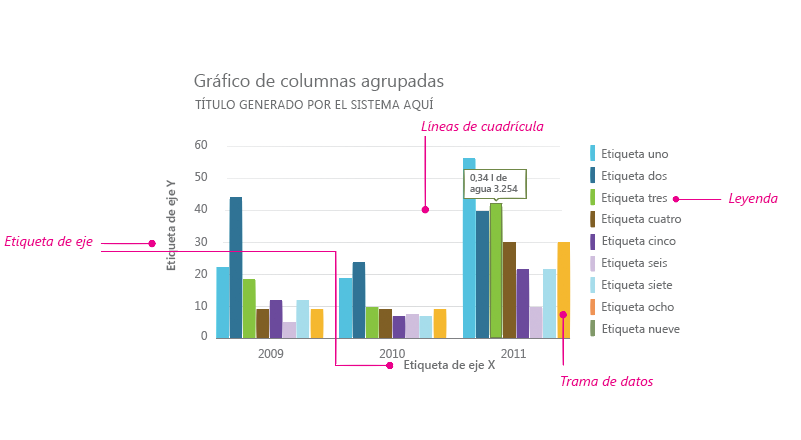 Gráfico de columnas agrupadas
TÍTULO GENERADO POR EL SISTEMA AQUÍ
Líneas de cuadrícula
60
50
40
30
20
10
0
Etiqueta de eje Y
Etiqueta de eje
0,34 l de
agua 3.254
Etiqueta uno
Etiqueta dos
Etiqueta tres
Etiqueta cuatro
Etiqueta cinco
Etiqueta seis
Etiqueta siete
Etiqueta ocho
Etiqueta nueve
Leyenda
2009
2010
2011
Etiqueta de eje X
Trama de datos